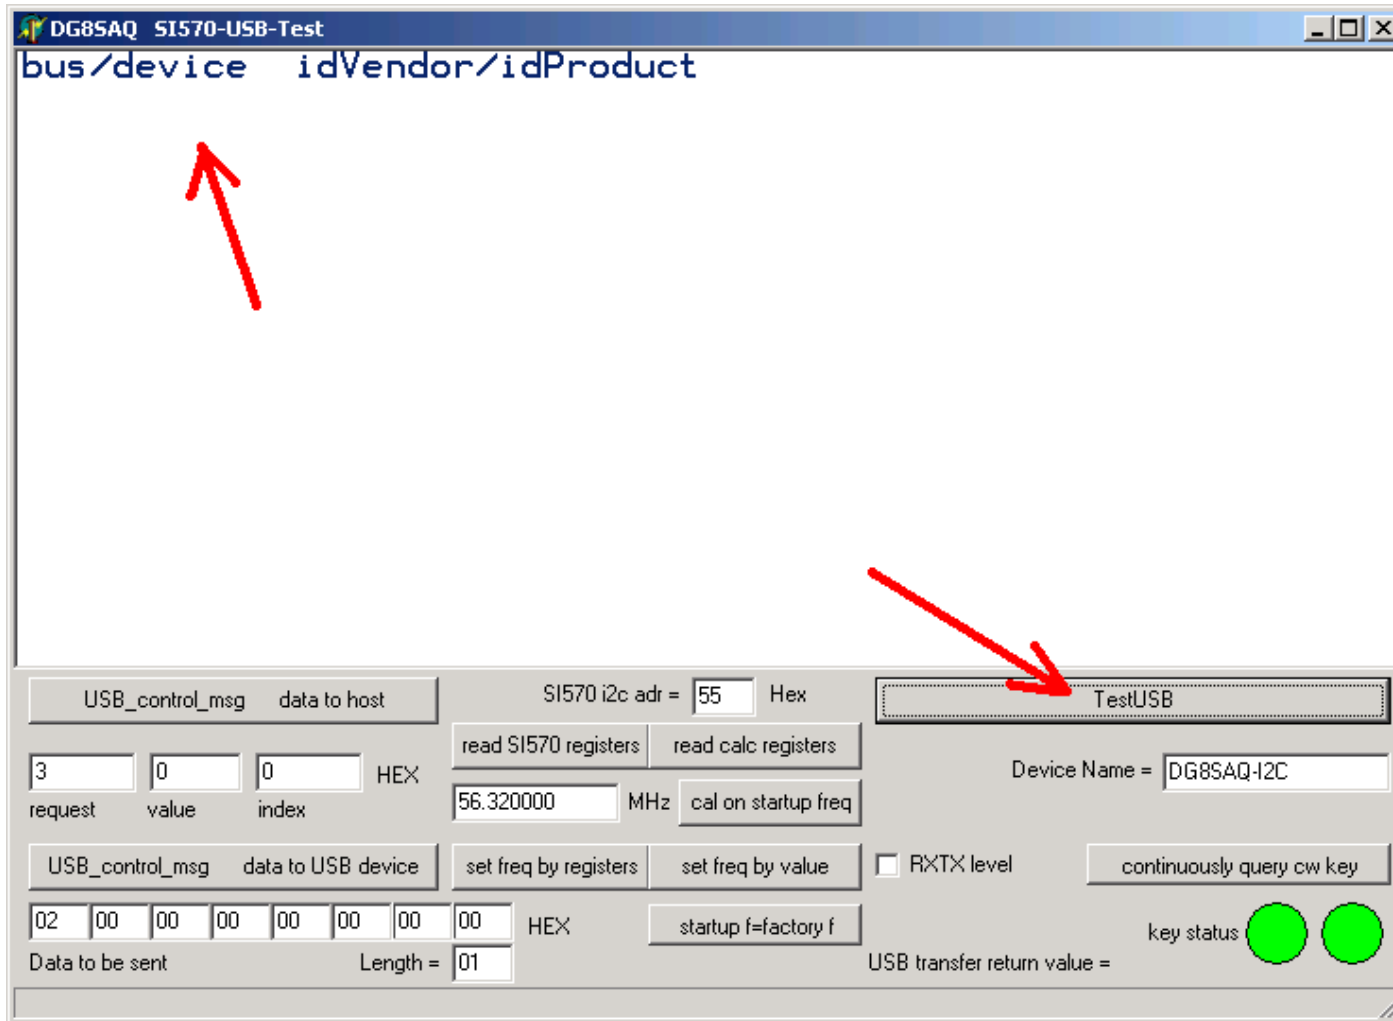 DG8SAQ SI570-USB-Test
bus/device idVendor/idProduct
USB_control_msg data to host
SI570 i2c adr = 55 Hex
TestUSB
read SI570 registers
read calc registers
3 0 0 HEX
request value index
Device Name = DG8SAQ-I2C
56.320000 MHz
cal on startup freq
USB_control_msg data to USB device
set freq by registers
set freq by value
RXTX level
continuously query cw key
02 00 00 00 00 00 00 00 HEX
startup f=factory f
key status
Data to be sent
Length = 01
USB transfer return value =